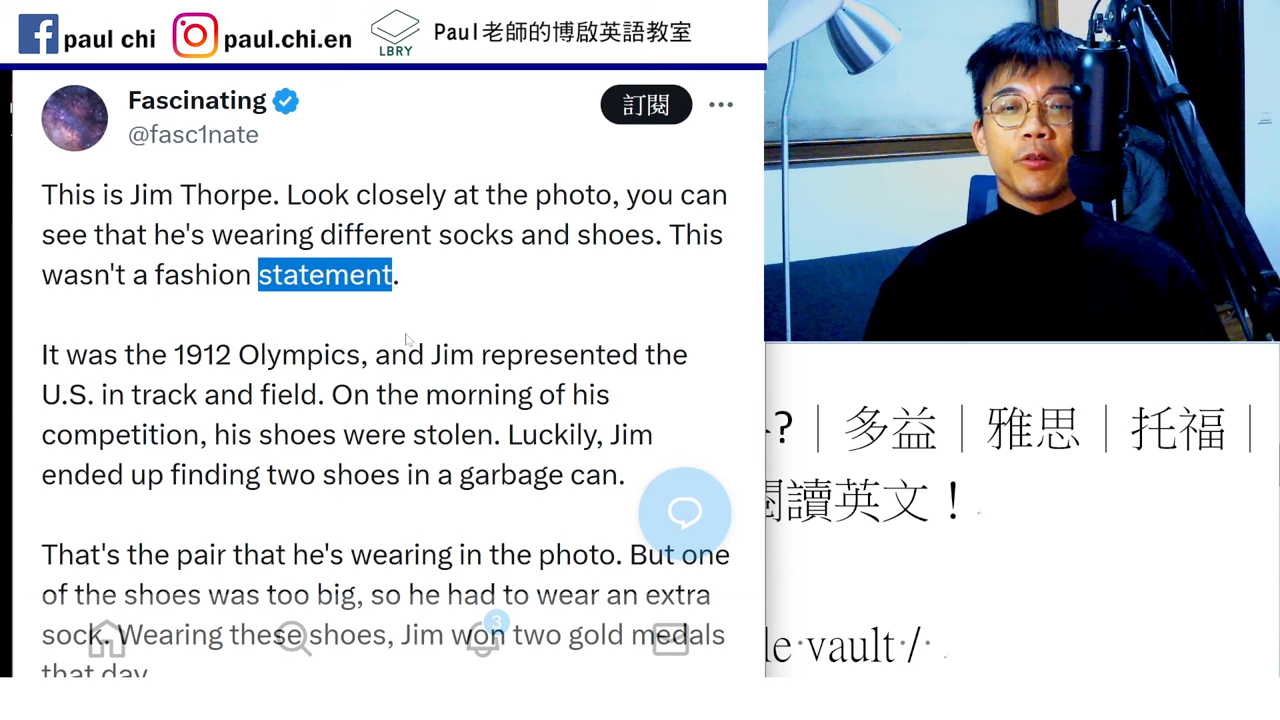 paul chi
paul.chi.en
LBRY
Paul老師的博啟英語教室
Fascinating
訂閱
@fasc1nate
This is Jim Thorpe. Look closely at the photo, you can
see that he's wearing different socks and shoes. This
wasn't a fashion statement.
It was the 1912 Olympics, and Jim represented the
U.S. in track and field. On the morning of his
competition, his shoes were stolen. Luckily, Jim
ended up finding two shoes in a garbage can.
That's the pair that he's wearing in the photo. But one
of the shoes was too big, so he had to wear an extra
sock. Wearing these shoes, Jim won two gold medals
that day
3
?｜多益｜雅思｜托福｜
閱讀英文！
le vault /